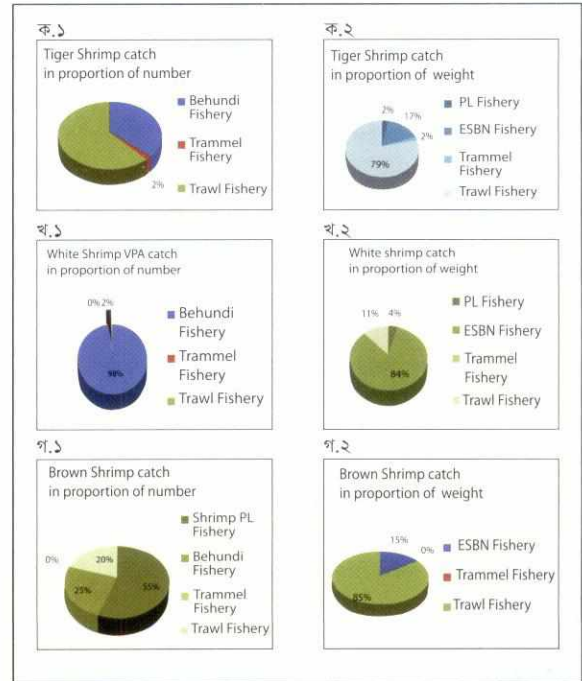 ক.১
Tiger Shrimp catch
in proportion of number
Behundi
Fishery
Trammel
Fishery
Trawl Fishery
2%
ক.২
Tiger Shrimp catch
in proportion of weight
2%
17%
2%
79%
PL Fishery
ESBN Fishery
Trammel
Fishery
Trawl Fishery
খ.১
White Shrimp VPA catch
in proportion of number
0% 2%
98%
Behundi
Fishery
Trammel
Fishery
Trawl Fishery
খ.২
White shrimp catch
in proportion of weight
11%
4%
84%
PL Fishery
ESBN Fishery
Trammel
Fishery
Trawl Fishery
গ.১
Brown Shrimp catch
in proportion of number
0%
20%
25%
55%
Shrimp PL
Fishery
Behundi
Fishery
Trammel
Fishery
Trawl Fishery
গ.২
Brown Shrimp catch
in proportion of weight
15%
0%
85%
ESBN Fishery
Trammel Fishery
Trawl Fishery